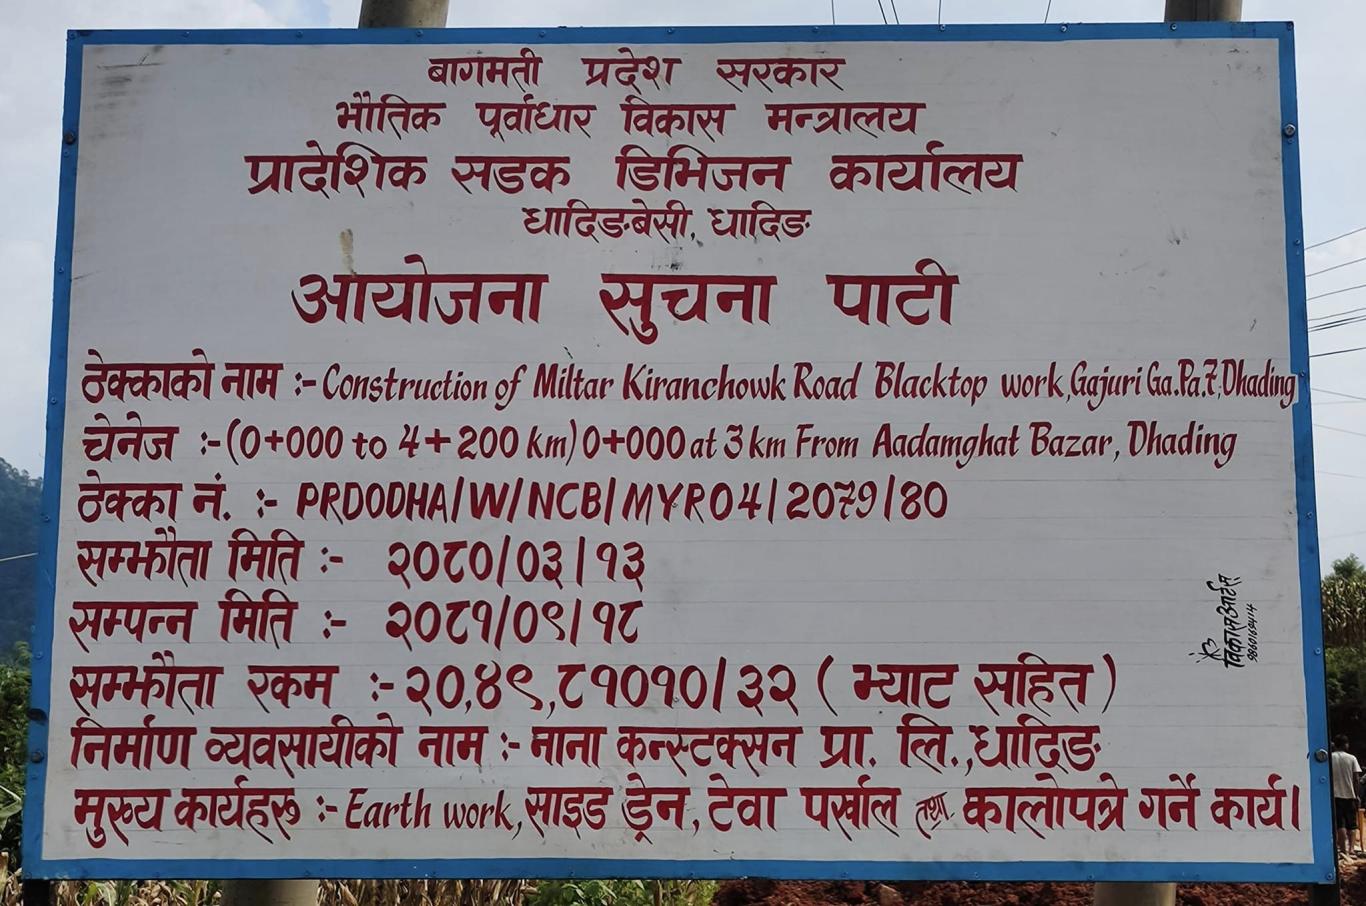 बागमती प्रदेश सरकार
भौतिक पूर्वाधार विकास मन्त्रालय
प्रादेशिक सडक डिभिजन कार्यालय
धादिङबेसी, धादिङ
आयोजना सुचना पाटी
ठेक्काको नाम :- Construction of Miltar Kiranchowk Road Blacktop work, Gajuri Ga.Pa.7, Dhading
चेनेज :- (0+000 to 4+200 km) 0+000 at 3 km From Aadamghat Bazar, Dhading
ठेक्का नं. :- PRDODHA/W/NCB/MYR04/2079/80
सम्झौता मिति :- २०८०/०३/१३
सम्पन्न मिति :- २०८१/०९/१८
सम्झौता रकम :- २०,४९,८१०१०/३२ ( भ्याट सहित )
निर्माण व्यवसायीको नाम :- नाना कन्स्टक्सन प्रा. लि., धादिङ
मुख्य कार्यहरु :- Earth work, साइड ड्रेन, टेवा पर्खाल तथा कालोपत्रे गर्ने कार्य।
विकास आर्टस्